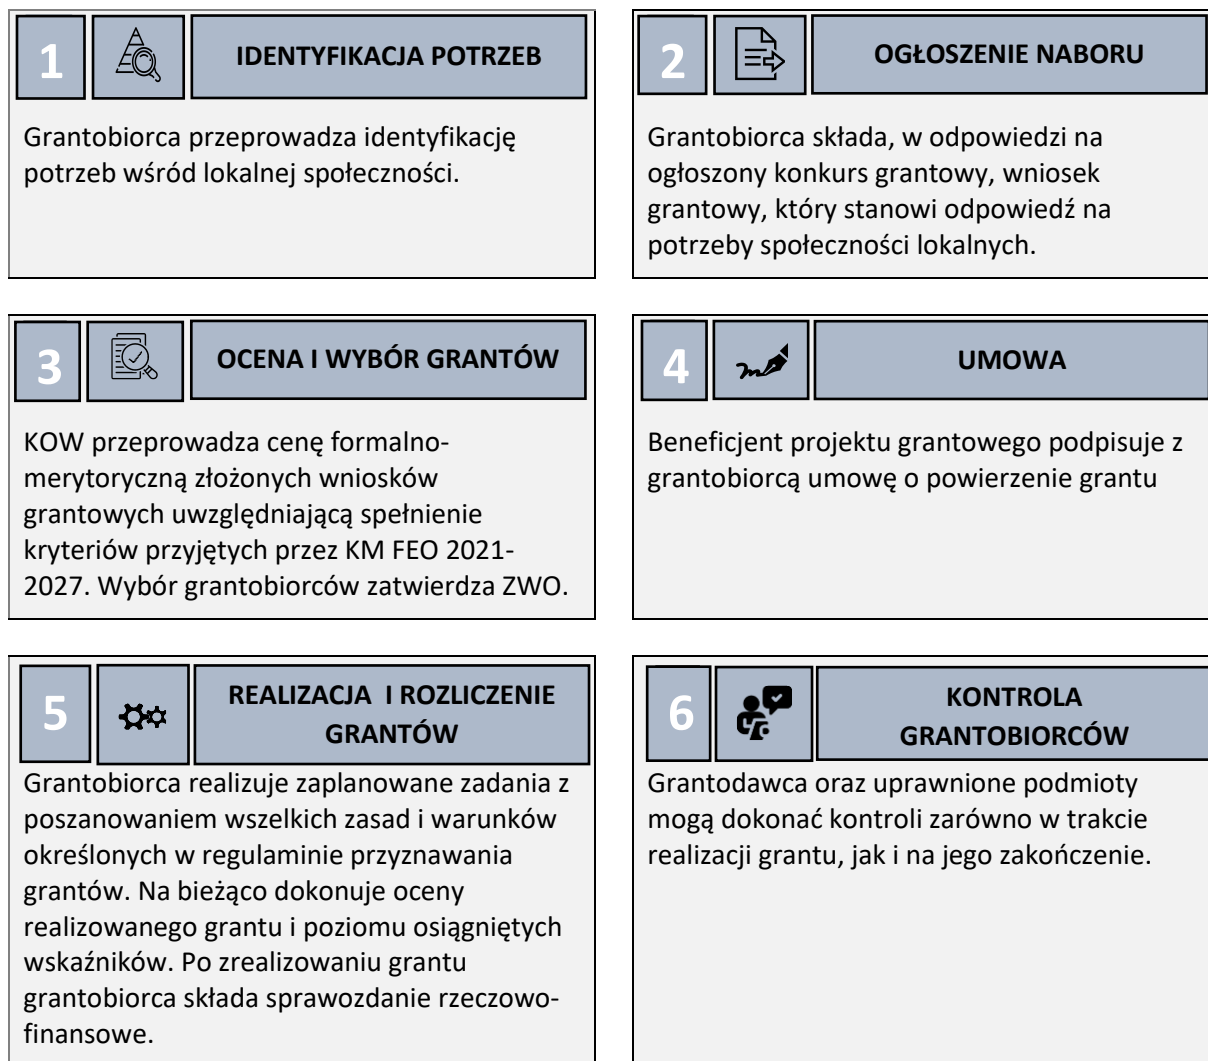 1
IDENTYFIKACJA POTRZEB
Grantobiorca przeprowadza identyfikację
potrzeb wśród lokalnej społeczności.
2
OGŁOSZENIE NABORU
Grantobiorca składa, w odpowiedzi na
ogłoszony konkurs grantowy, wniosek
grantowy, który stanowi odpowiedź na
potrzeby społeczności lokalnych.
3
OCENA I WYBÓR GRANTÓW
KOW przeprowadza cenę formalno-
merytoryczną złożonych wniosków
grantowych uwzględniającą spełnienie
kryteriów przyjętych przez KM FEO 2021-
2027. Wybór grantobiorców zatwierdza ZWO.
4
UMOWA
Beneficjent projektu grantowego podpisuje z
grantobiorcą umowę o powierzenie grantu
5
REALIZACJA I ROZLICZENIE
GRANTÓW
Grantobiorca realizuje zaplanowane zadania z
poszanowaniem wszelkich zasad i warunków
określonych w regulaminie przyznawania
grantów. Na bieżąco dokonuje oceny
realizowanego grantu i poziomu osiągniętych
wskaźników. Po zrealizowaniu grantu
grantobiorca składa sprawozdanie rzeczowo-
finansowe.
6
KONTROLA
GRANTOBIORCÓW
Grantodawca oraz uprawnione podmioty
mogą dokonać kontroli zarówno w trakcie
realizacji grantu, jak i na jego zakończenie.